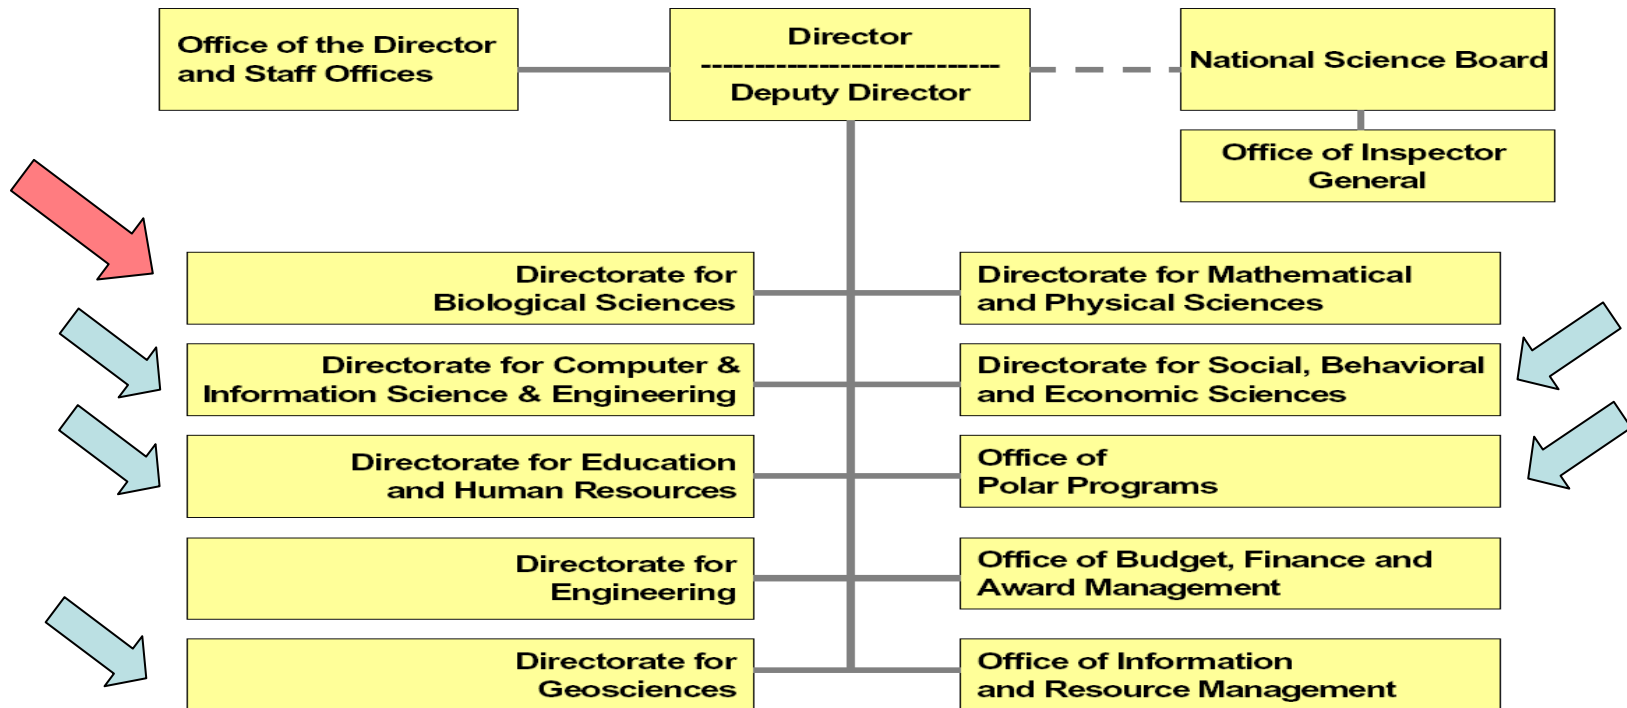 Office of the Director
and Staff Offices
Director
----------------------------
Deputy Director
National Science Board
Office of Inspector
General
Directorate for
Biological Sciences
Directorate for Mathematical
and Physical Sciences
Directorate for Computer &
Information Science & Engineering
Directorate for Social, Behavioral
and Economic Sciences
Directorate for Education
and Human Resources
Office of
Polar Programs
Directorate for
Engineering
Office of Budget, Finance and
Award Management
Directorate for
Geosciences
Office of Information
and Resource Management